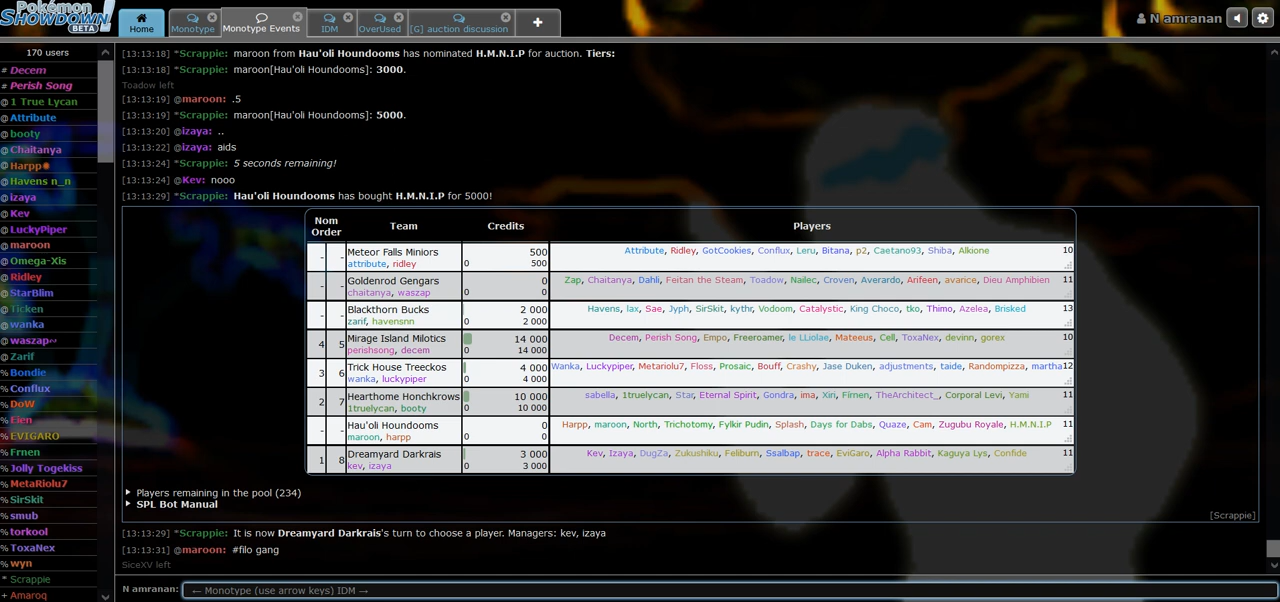 Pokémon
SHOWDOWN!
BETA
Home
Monotype
Monotype Events
IDM
OverUsed
[G] auction discussion
N amranan
170 users
# Decem
# Perish Song
@ 1 True Lycan
@ Attribute
@ booty
@ Chaitanya
@ Harpp
@ Havens n_n
@ izaya
@ Kev
@ LuckyPiper
@ maroon
@ Omega-Xis
@ Ridley
@ StarBlim
@ Ticken
@ wanka
@ waszap~
@ Zarif
% Bondie
% Conflux
% DoW
% Eien
% EVIGARO
% Frnen
% Jolly Togekiss
% MetaRiolu7
% SirSkit
% smub
% torkool
% ToxaNex
% wyn
* Scrappie
+ Amaroq
[13:13:18] *Scrappie: maroon from Hau'oli Houndooms has nominated H.M.N.I.P for auction. Tiers:
[13:13:18] *Scrappie: maroon[Hau'oli Houndooms]: 3000.
Toadow left
[13:13:19] @maroon: .5
[13:13:19] *Scrappie: maroon[Hau'oli Houndooms]: 5000.
[13:13:20] @izaya: ..
[13:13:22] @izaya: aids
[13:13:24] *Scrappie: 5 seconds remaining!
[13:13:24] @Kev: nooo
[13:13:29] *Scrappie: Hau'oli Houndooms has bought H.M.N.I.P for 5000!
Nom Order Team Credits Players
- - Meteor Falls Miniors 500 Attribute, Ridley, GotCookies, Conflux, Leru, Bitana, p2, Caetano93, Shiba, Alkione 10
attribute, ridley 0 500
- - Goldenrod Gengars 0 Zap, Chaitanya, Dahli, Feitan the Steam, Toadow, Nailec, Croven, Averardo, Arifeen, avarice, Dieu Amphibien 11
chaitanya, waszap 0 0
- - Blackthorn Bucks 2 000 Havens, lax, Sae, Jyph, SirSkit, kythr, Vodoom, Catalystic, King Choco, tko, Thimo, Azelea, Brisked 13
zarif, havensnn 0 2 000
4 5 Mirage Island Milotics 14 000 Decem, Perish Song, Empo, Freeroamer, le LLiolae, Mateeus, Cell, ToxaNex, devinn, gorex 10
perishsong, decem 0 14 000
3 6 Trick House Treeckos 4 000 Wanka, Luckypiper, Metariolu7, Floss, Prosaic, Bouff, Crashy, Jase Duken, adjustments, taide, Randompizza, martha 12
wanka, luckypiper 0 4 000
2 7 Hearthome Honchkrows 10 000 sabella, 1truelycan, Star, Eternal Spirit, Gondra, ima, Xiri, Firnen, TheArchitect_, Corporal Levi, Yami 11
1truelycan, booty 0 10 000
- - Hau'oli Houndooms 0 Harpp, maroon, North, Trichotomy, Fylkir Pudin, Splash, Days for Dabs, Quaze, Cam, Zugubu Royale, H.M.N.I.P 11
maroon, harpp 0 0
1 8 Dreamyard Darkrais 3 000 Kev, Izaya, DugZa, Zukushiku, Feliburn, Ssalbap, trace, EviGaro, Alpha Rabbit, Kaguya Lys, Confide 11
kev, izaya 0 3 000
Players remaining in the pool (234)
SPL Bot Manual
[Scrappie]
[13:13:29] *Scrappie: It is now Dreamyard Darkrais's turn to choose a player. Managers: kev, izaya
[13:13:31] @maroon: #filo gang
SiceXV left
N amranan: ← Monotype (use arrow keys) IDM →